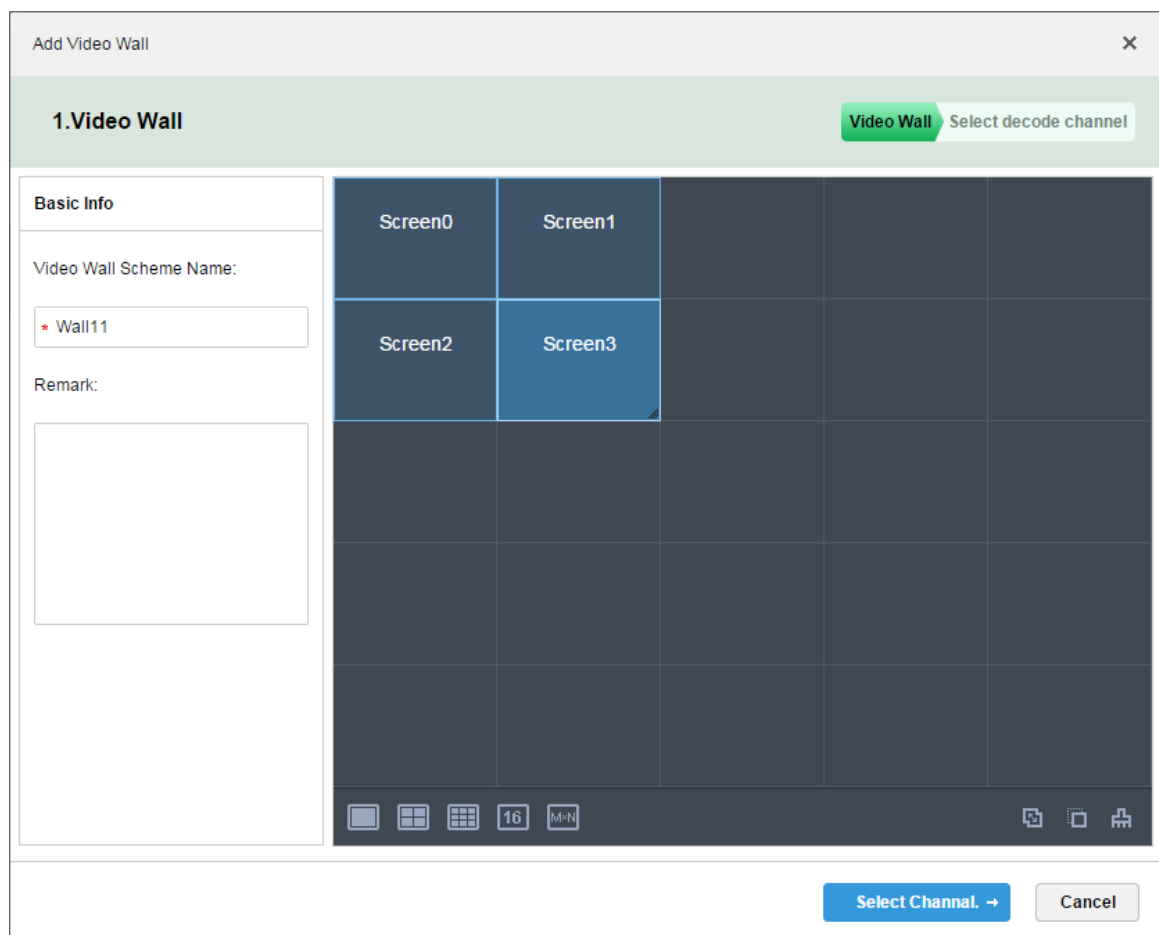 Add Video Wall
1.Video Wall
Video Wall
Select decode channel
Basic Info
Video Wall Scheme Name:
* Wall11
Remark:
Screen0
Screen1
Screen2
Screen3
16
M×N
Select Channal. →
Cancel